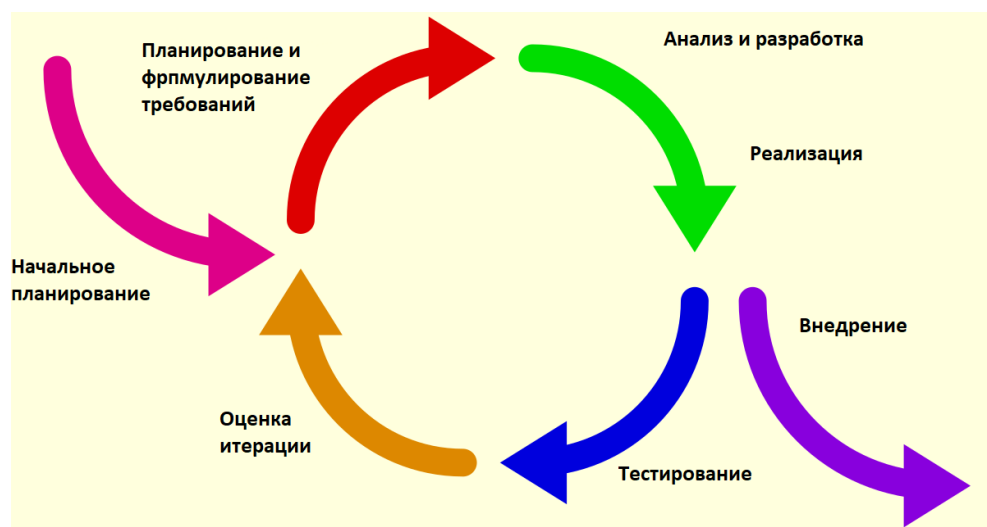 Планирование и
фрпмулирование
требований
Анализ и разработка
Реализация
Начальное
планирование
Внедрение
Оценка
итерации
Тестирование